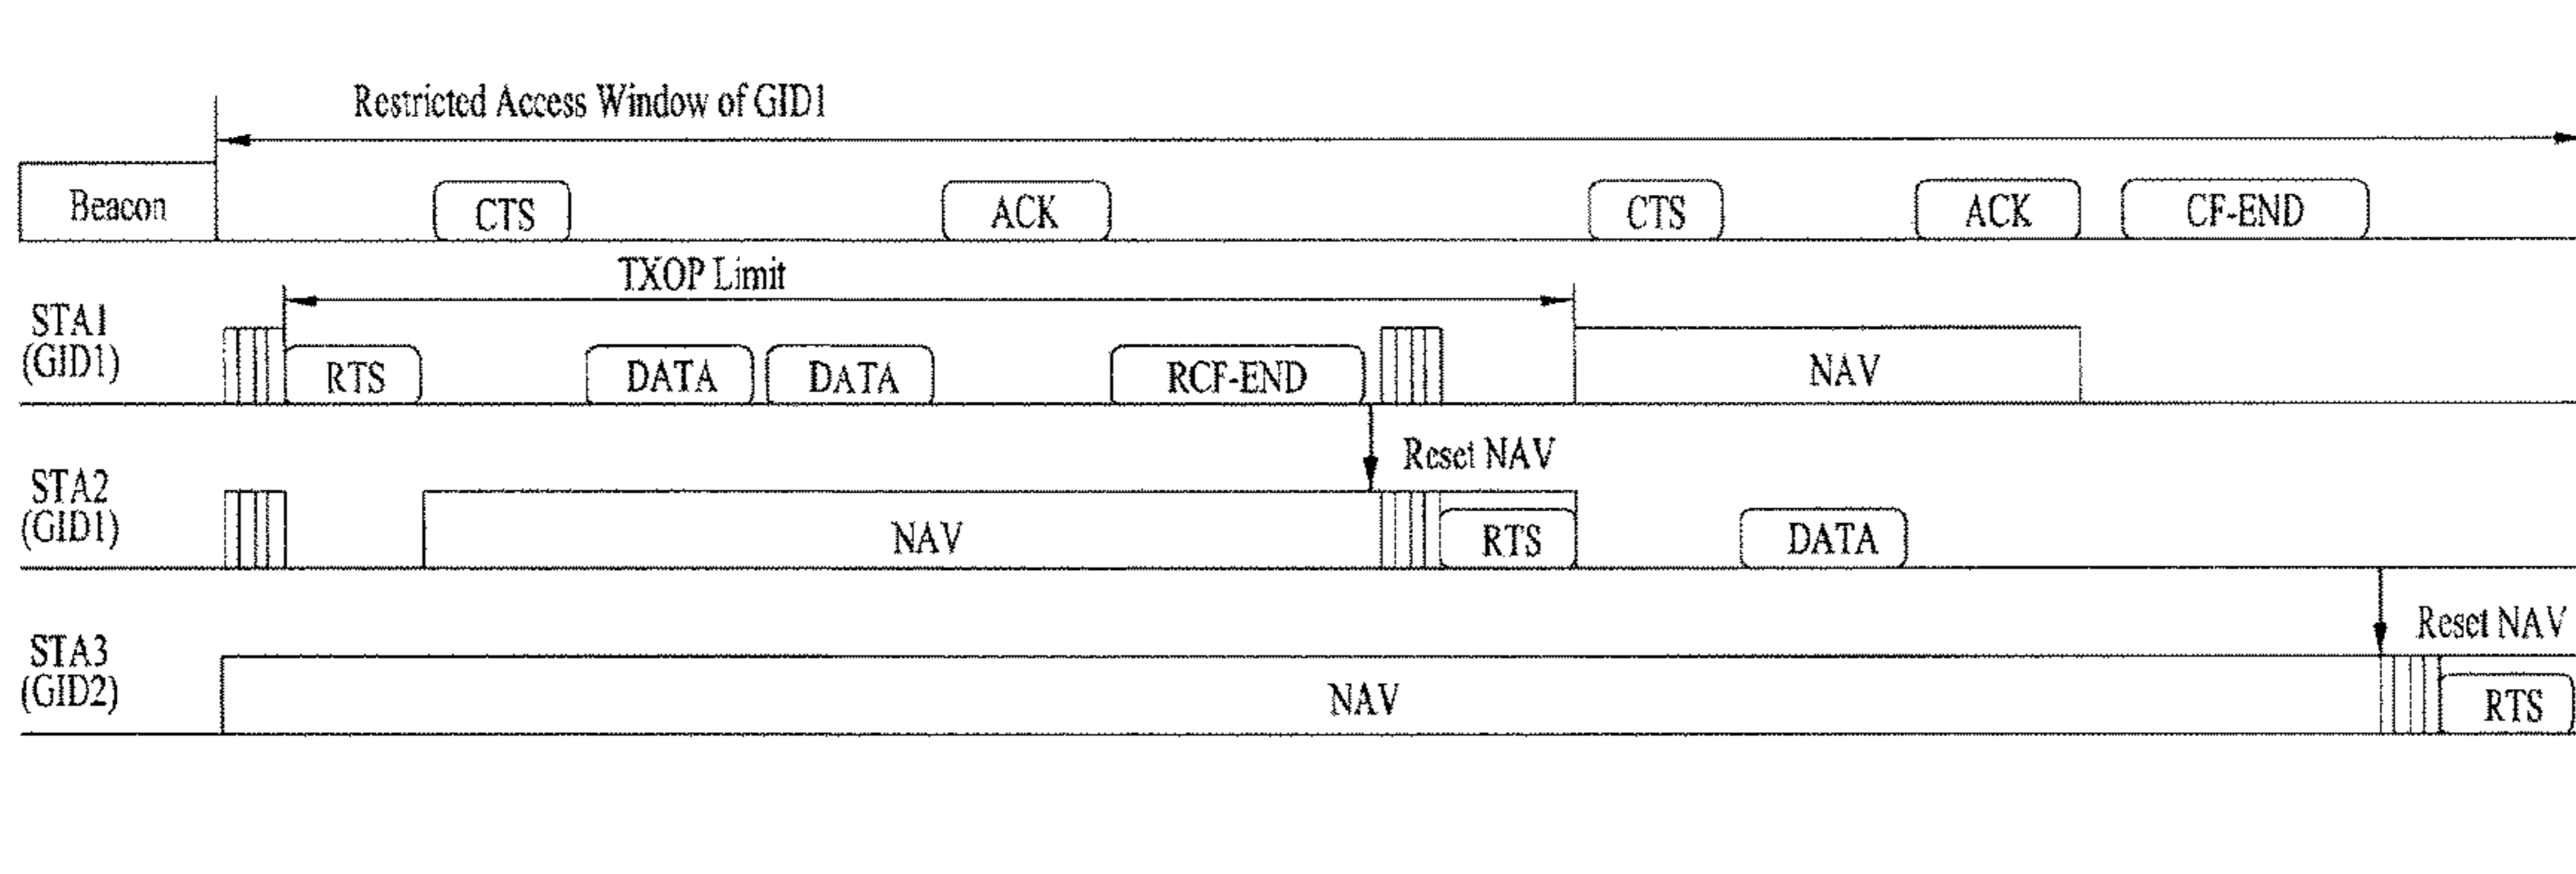 Restricted Access Window of GID1
Beacon
CTS
ACK
CTS
ACK
CF-END
TXOP Limit
STA1
(GID1)
RTS
DATA
DATA
RCF-END
NAV
Reset NAV
STA2
(GID1)
NAV
RTS
DATA
Reset NAV
STA3
(GID2)
NAV
RTS